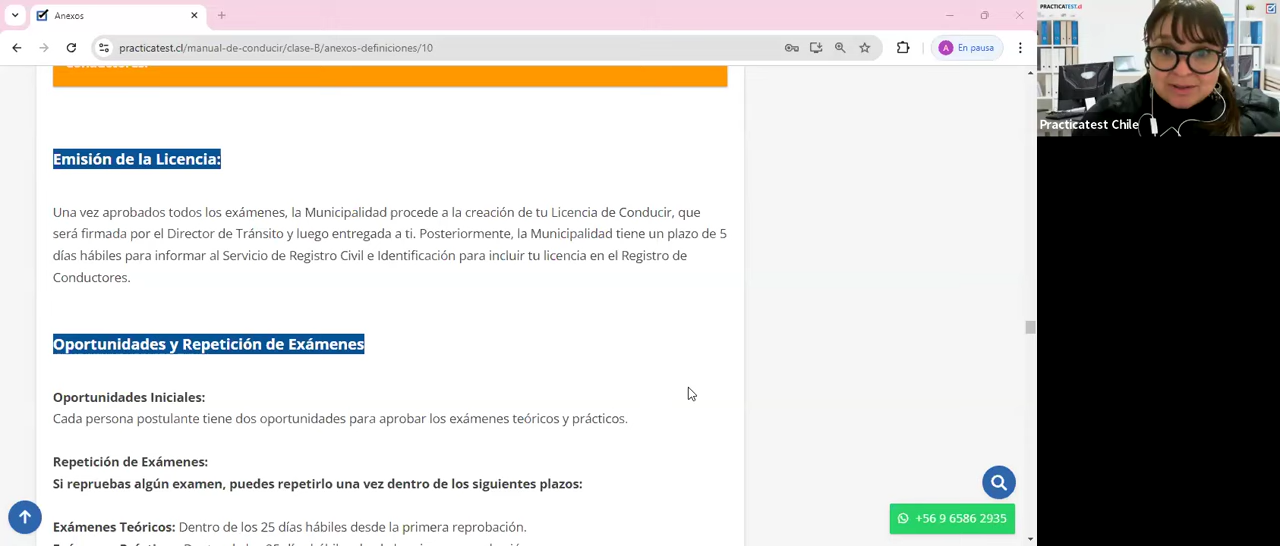 Anexos
practicatest.cl/manual-de-conducir/clase-B/anexos-definiciones/10
A
En pausa
PRACTICATEST.CL
Practicatest Chile
Emisión de la Licencia:
Una vez aprobados todos los exámenes, la Municipalidad procede a la creación de tu Licencia de Conducir, que
será firmada por el Director de Tránsito y luego entregada a ti. Posteriormente, la Municipalidad tiene un plazo de 5
días hábiles para informar al Servicio de Registro Civil e Identificación para incluir tu licencia en el Registro de
Conductores.
Oportunidades y Repetición de Exámenes
Oportunidades Iniciales:
Cada persona postulante tiene dos oportunidades para aprobar los exámenes teóricos y prácticos.
Repetición de Exámenes:
Si repruebas algún examen, puedes repetirlo una vez dentro de los siguientes plazos:
Exámenes Teóricos: Dentro de los 25 días hábiles desde la primera reprobación.
+56 9 6586 2935